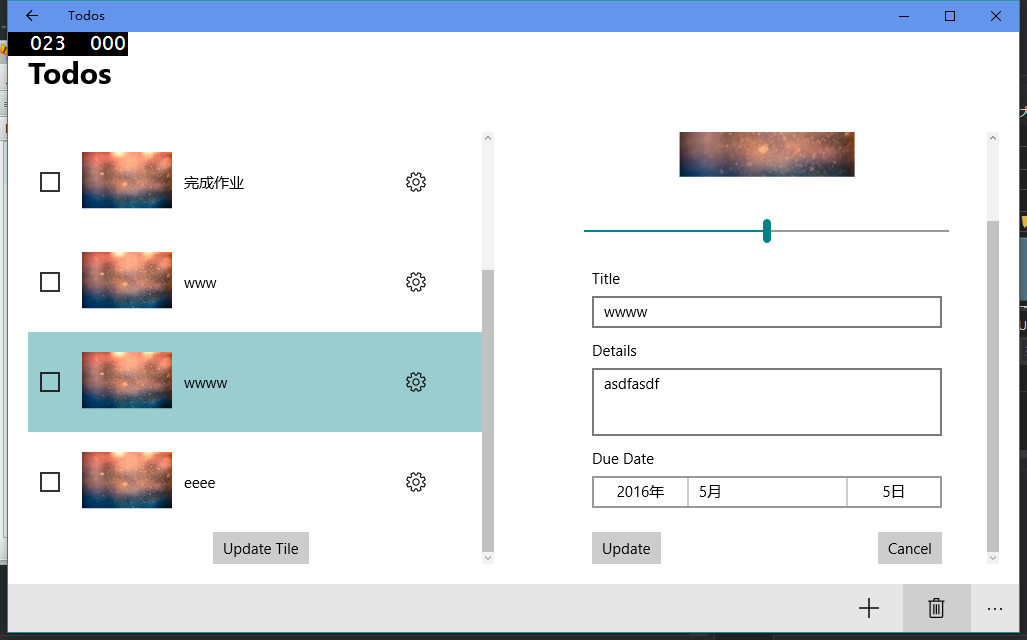 Todos
023 000
Todos
完成作业
www
wwww
eeee
Update Tile
Title
wwww
Details
asdfasdf
Due Date
2016年 5月 5日
Update
Cancel